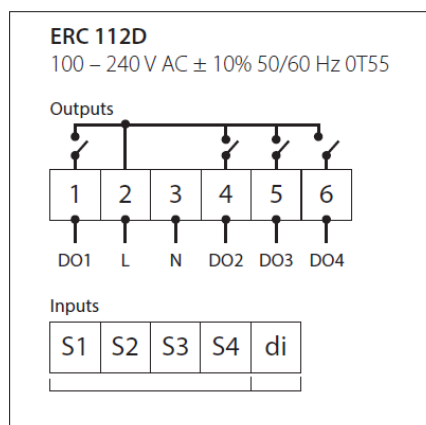 ERC 112D
100 – 240 V AC ± 10% 50/60 Hz 0T55
Outputs
1 2 3 4 5 6
DO1 L N DO2 DO3 DO4
Inputs
S1 S2 S3 S4 di